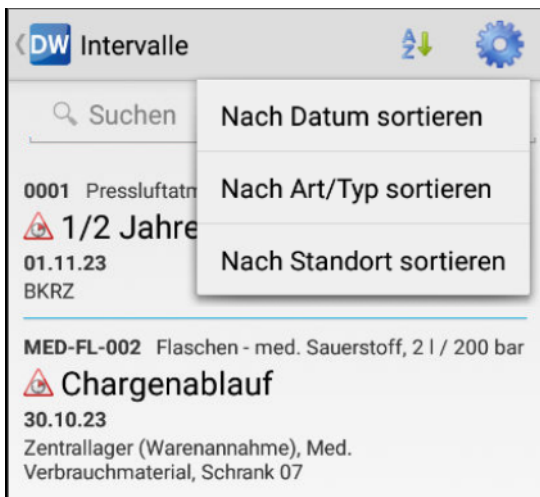 DW Intervalle
Suchen
Nach Datum sortieren
Nach Art/Typ sortieren
Nach Standort sortieren
0001
1/2 Jahre
01.11.23
BKRZ
MED-FL-002 Flaschen - med. Sauerstoff, 2 l / 200 bar
Chargenablauf
30.10.23
Zentrallager (Warenannahme), Med.
Verbrauchmaterial, Schrank 07